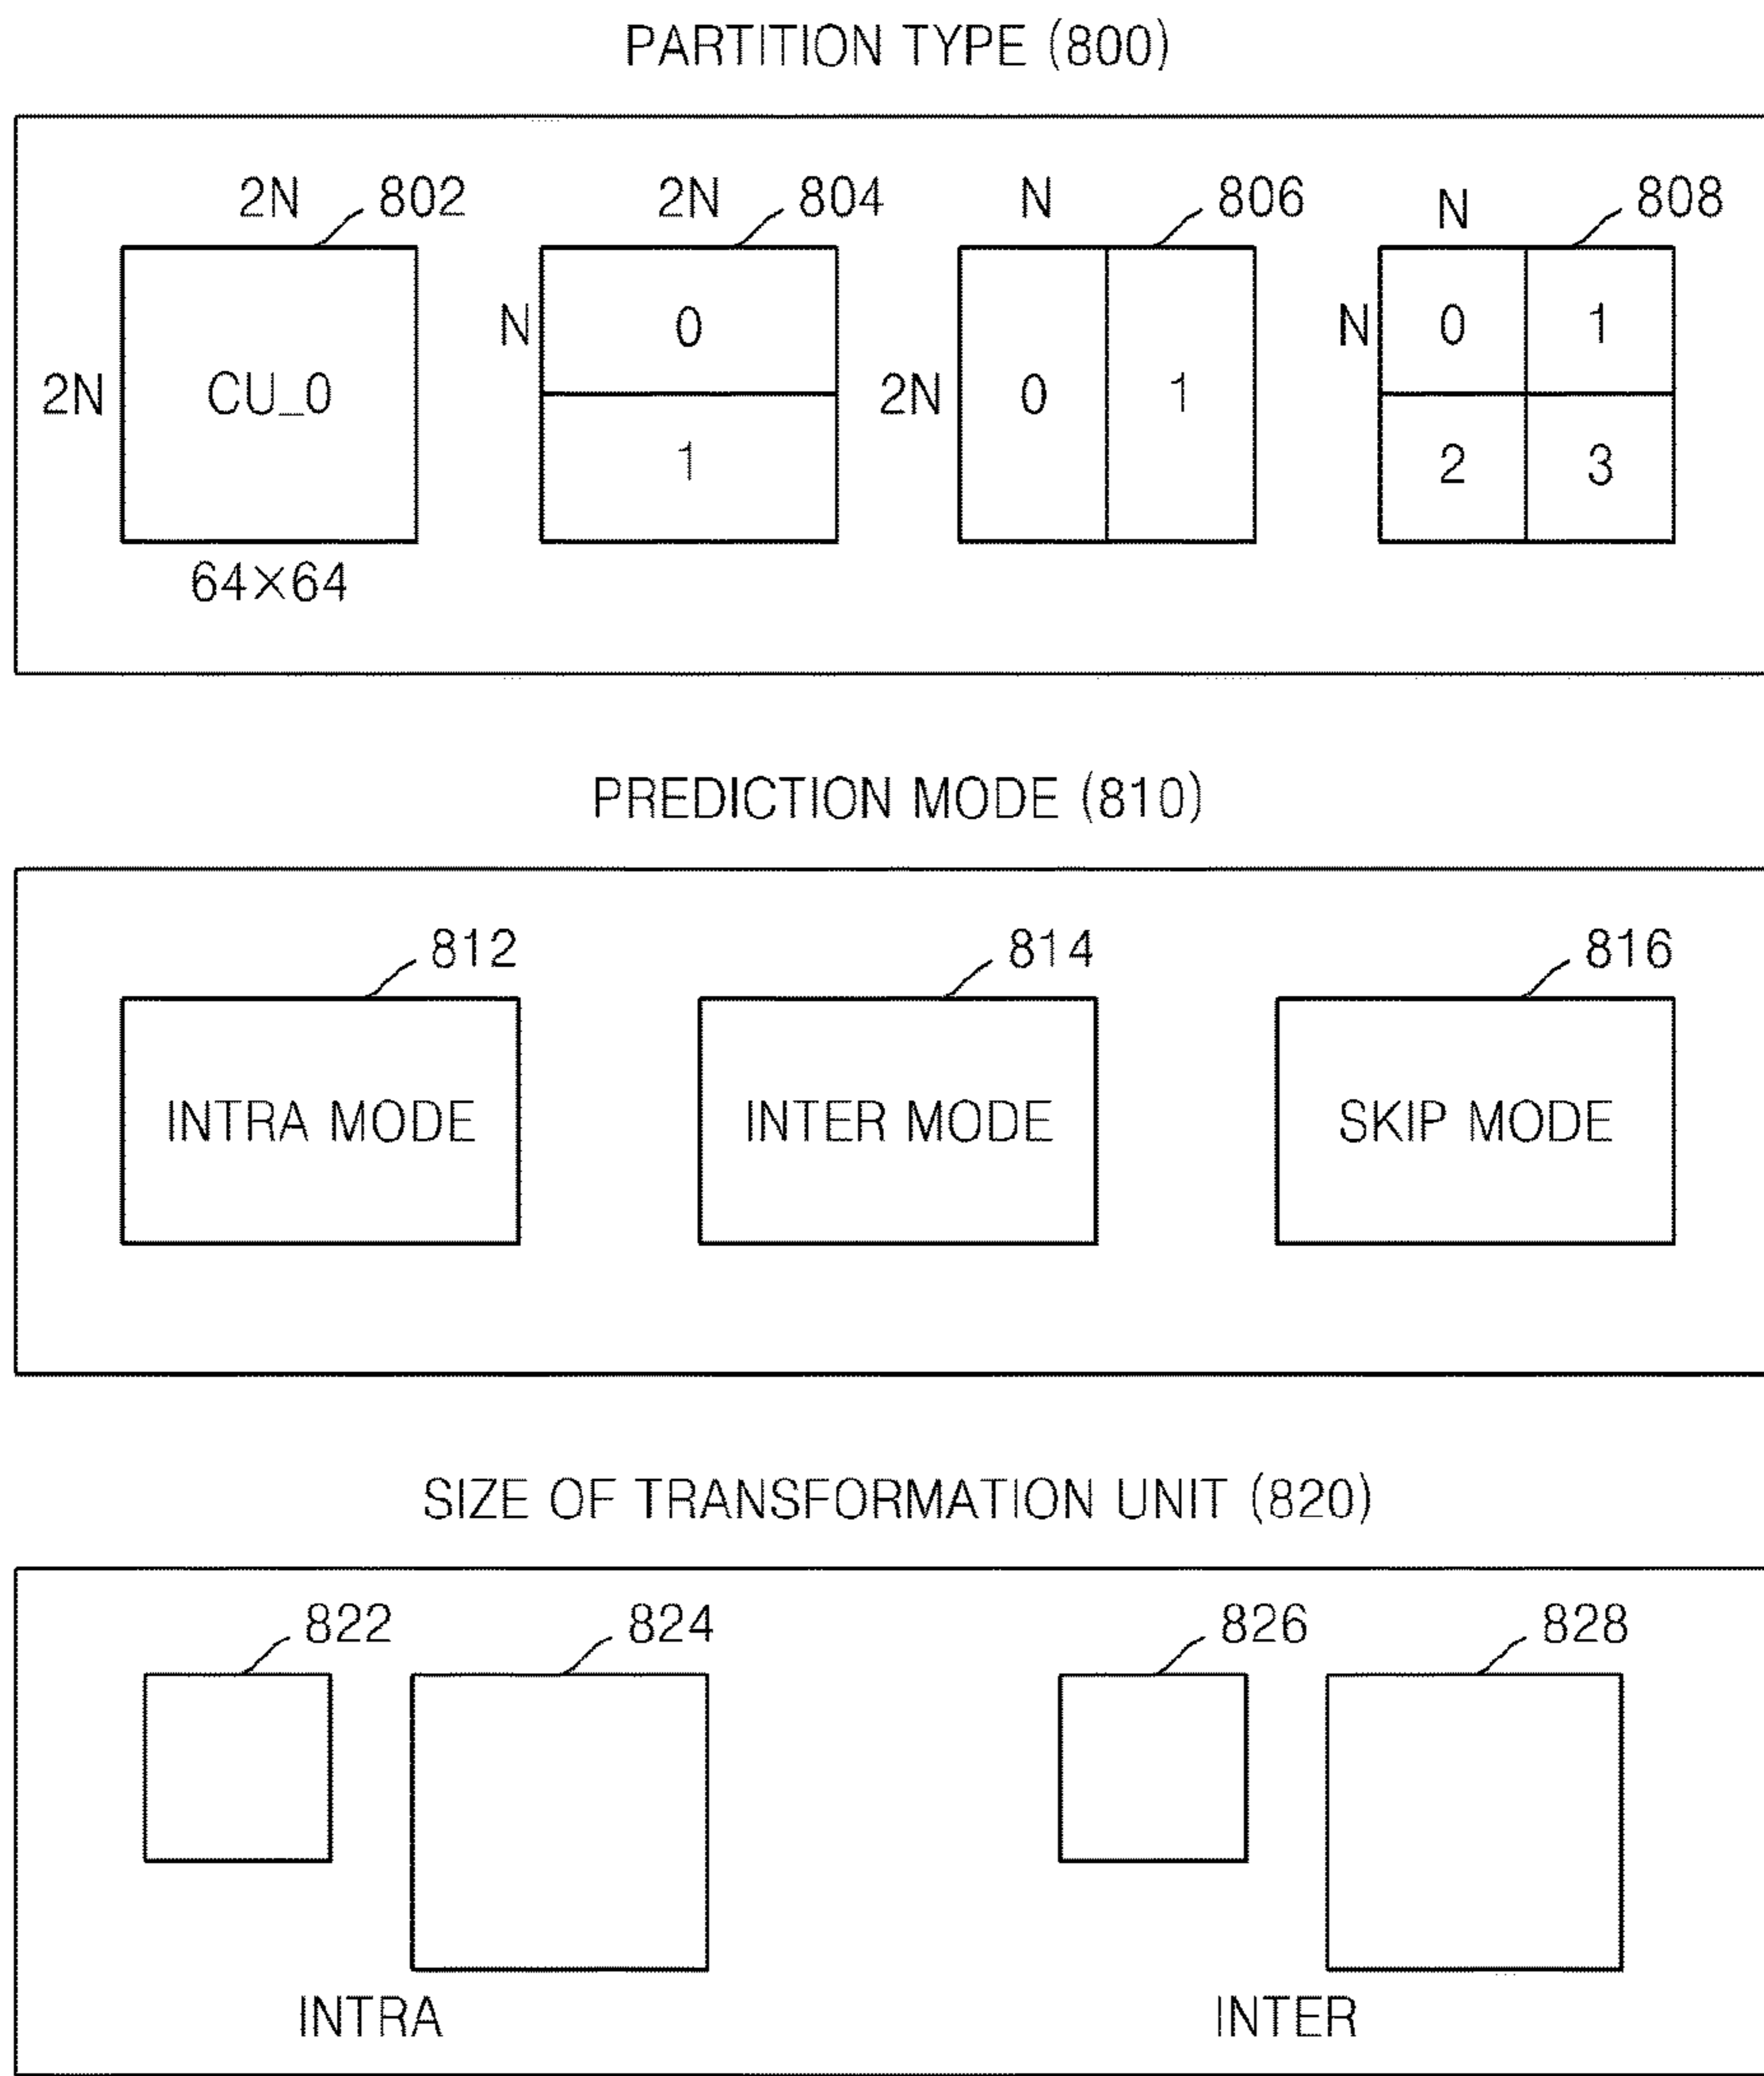 PARTITION TYPE (800)
2N 802 2N 804 N 806 N 808
N 0 N 0 1
2N CU_0 2N 0 1
1 2 3
64×64
PREDICTION MODE (810)
812 814 816
INTRA MODE INTER MODE SKIP MODE
SIZE OF TRANSFORMATION UNIT (820)
822 824 826 828
INTRA INTER